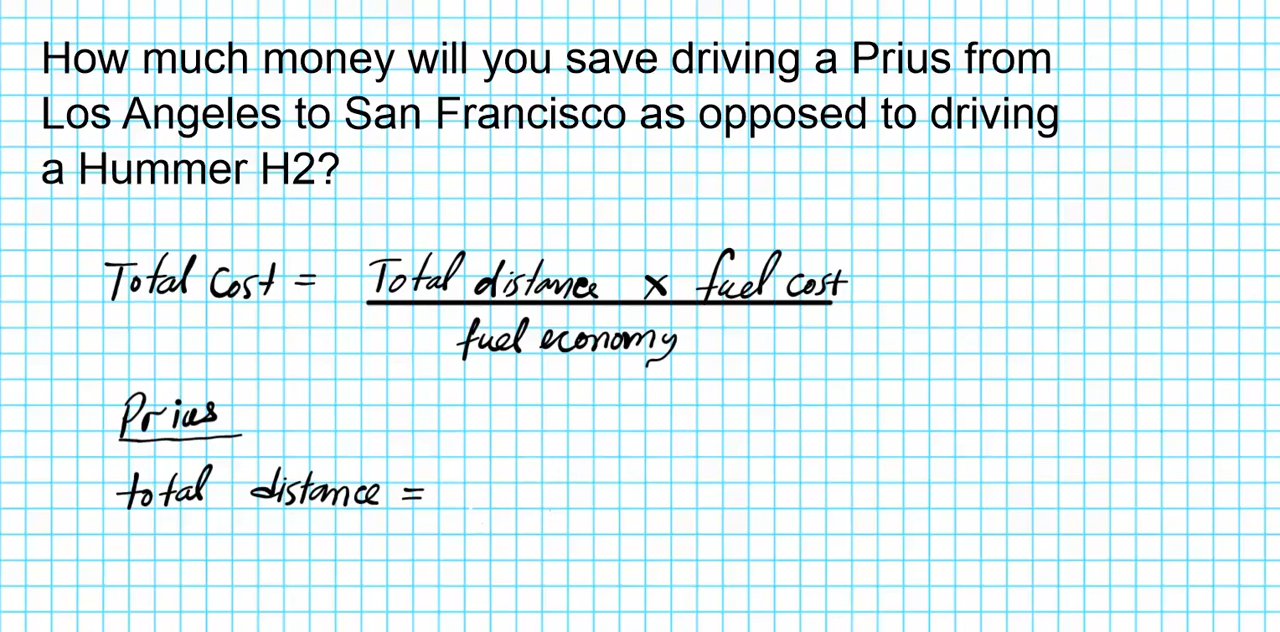 How much money will you save driving a Prius from
Los Angeles to San Francisco as opposed to driving
a Hummer H2?
Total Cost = Total distance x fuel cost
fuel economy
Prius
total distance =